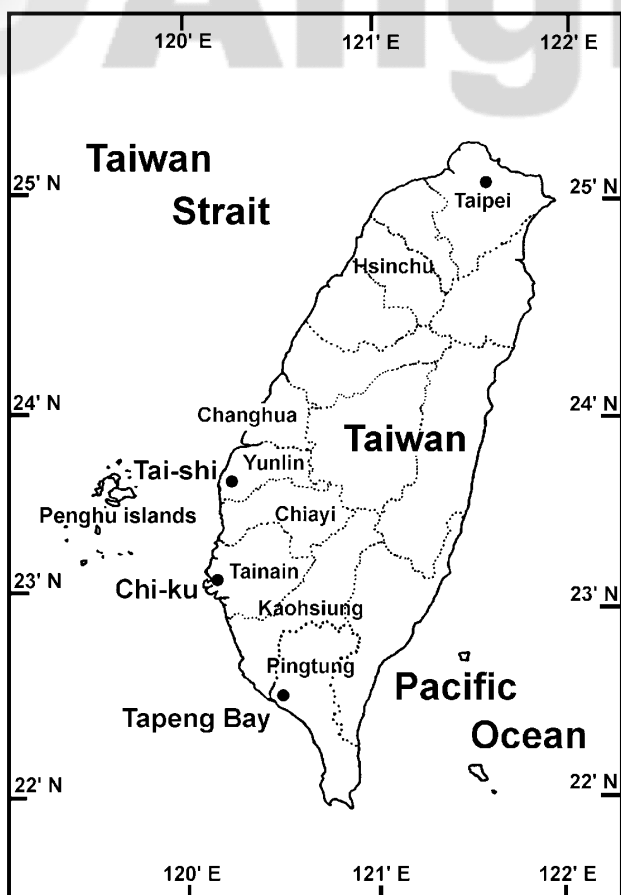 120' E 121' E 122' E
Taiwan
Strait
25' N 25' N
Taipei
Hsinchu
24' N 24' N
Changhua
Taiwan
Tai-shi Yunlin
Penghu islands Chiayi
23' N 23' N
Chi-ku Tainain
Kaohsiung
Pingtung
Pacific
Tapeng Bay
Ocean
22' N 22' N
120' E 121' E 122' E